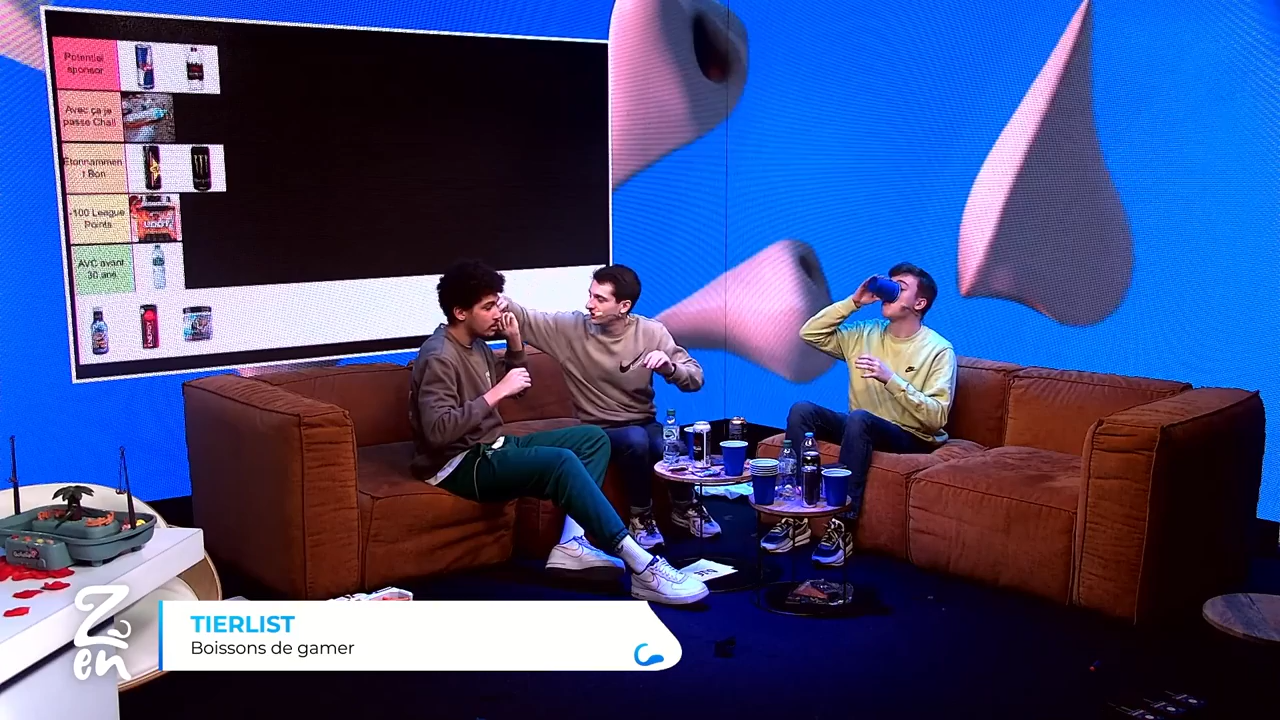 Potentiel
sponsor
Avec ça je
passe Chall
Etonnammen
t Bon
-100 League
Points
AVC avant
30 ans
Zen
TIERLIST
Boissons de gamer